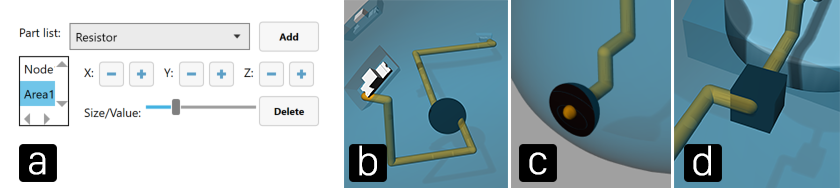 Part list:
Resistor
Add
Node
Area1
X: − + Y: − + Z: − +
Size/Value:
Delete
a
b
c
d